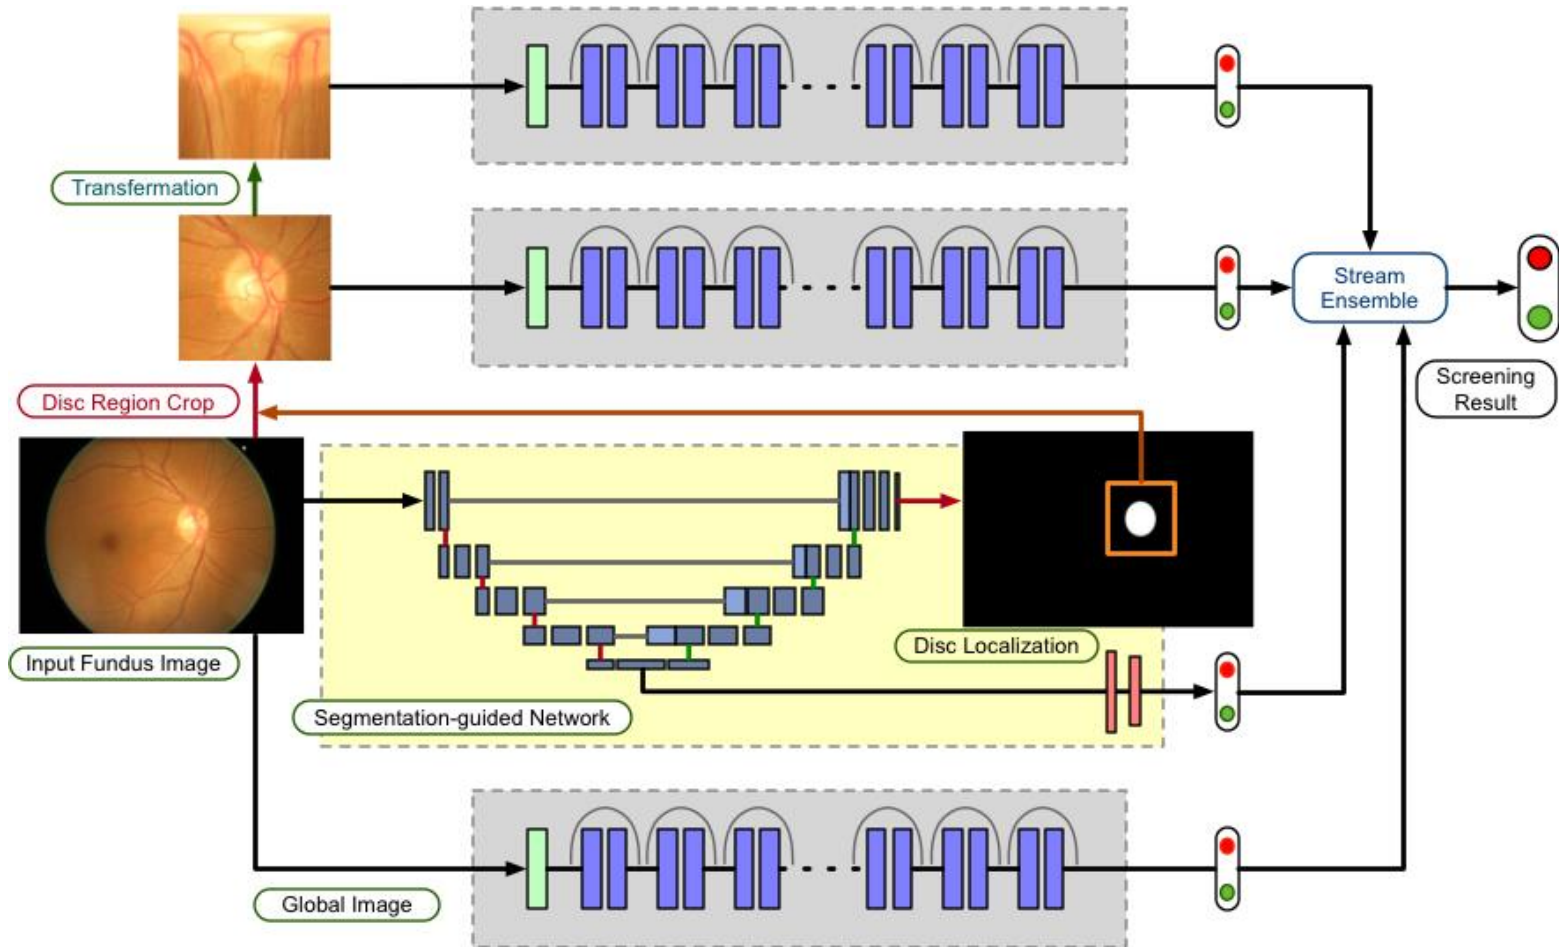 Transfermation
Stream
Ensemble
Disc Region Crop
Screening
Result
Input Fundus Image
Disc Localization
Segmentation-guided Network
Global Image